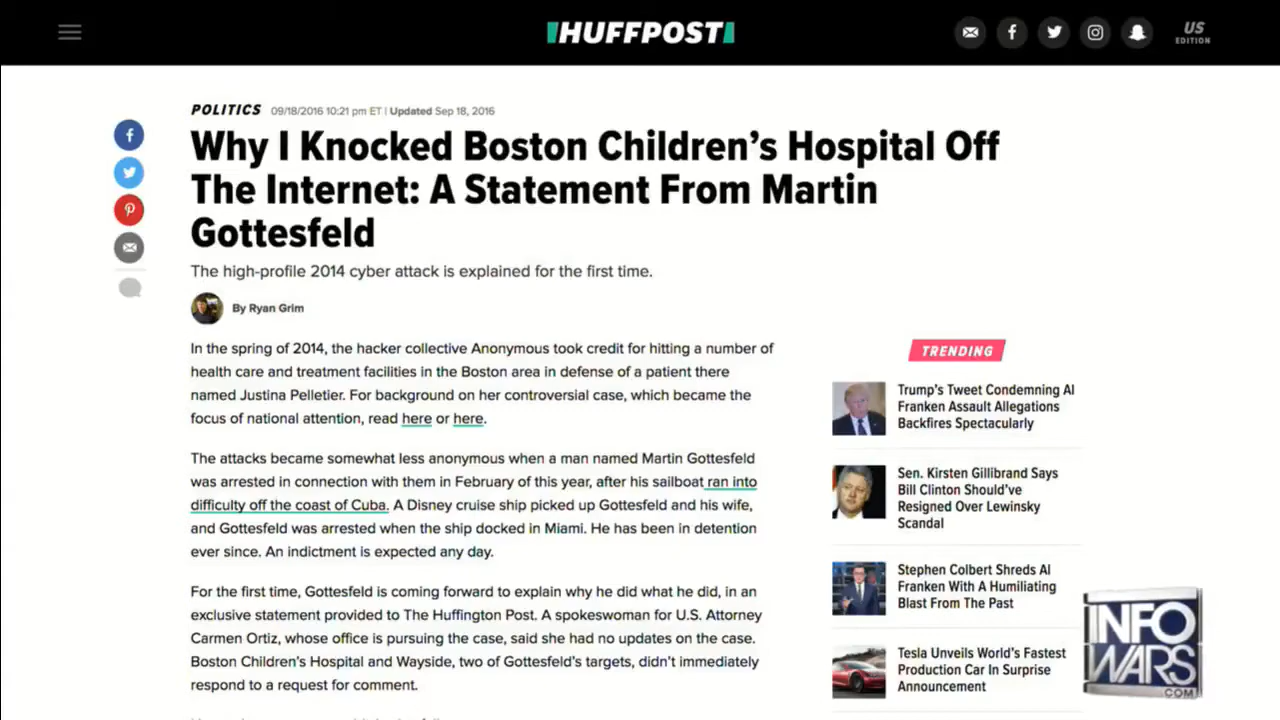 HUFFPOST
US
EDITION
POLITICS 09/18/2016 10:21 pm ET | Updated Sep 18, 2016
Why I Knocked Boston Children's Hospital Off
The Internet: A Statement From Martin
Gottesfeld
The high-profile 2014 cyber attack is explained for the first time.
By Ryan Grim
In the spring of 2014, the hacker collective Anonymous took credit for hitting a number of
health care and treatment facilities in the Boston area in defense of a patient there
named Justina Pelletier. For background on her controversial case, which became the
focus of national attention, read here or here.
The attacks became somewhat less anonymous when a man named Martin Gottesfeld
was arrested in connection with them in February of this year, after his sailboat ran into
difficulty off the coast of Cuba. A Disney cruise ship picked up Gottesfeld and his wife,
and Gottesfeld was arrested when the ship docked in Miami. He has been in detention
ever since. An indictment is expected any day.
For the first time, Gottesfeld is coming forward to explain why he did what he did, in an
exclusive statement provided to The Huffington Post. A spokeswoman for U.S. Attorney
Carmen Ortiz, whose office is pursuing the case, said she had no updates on the case.
Boston Children's Hospital and Wayside, two of Gottesfeld's targets, didn't immediately
respond to a request for comment.
TRENDING
Trump's Tweet Condemning Al
Franken Assault Allegations
Backfires Spectacularly
Sen. Kirsten Gillibrand Says
Bill Clinton Should've
Resigned Over Lewinsky
Scandal
Stephen Colbert Shreds Al
Franken With A Humiliating
Blast From The Past
Tesla Unveils World's Fastest
Production Car In Surprise
Announcement
INFO
WARS
.COM